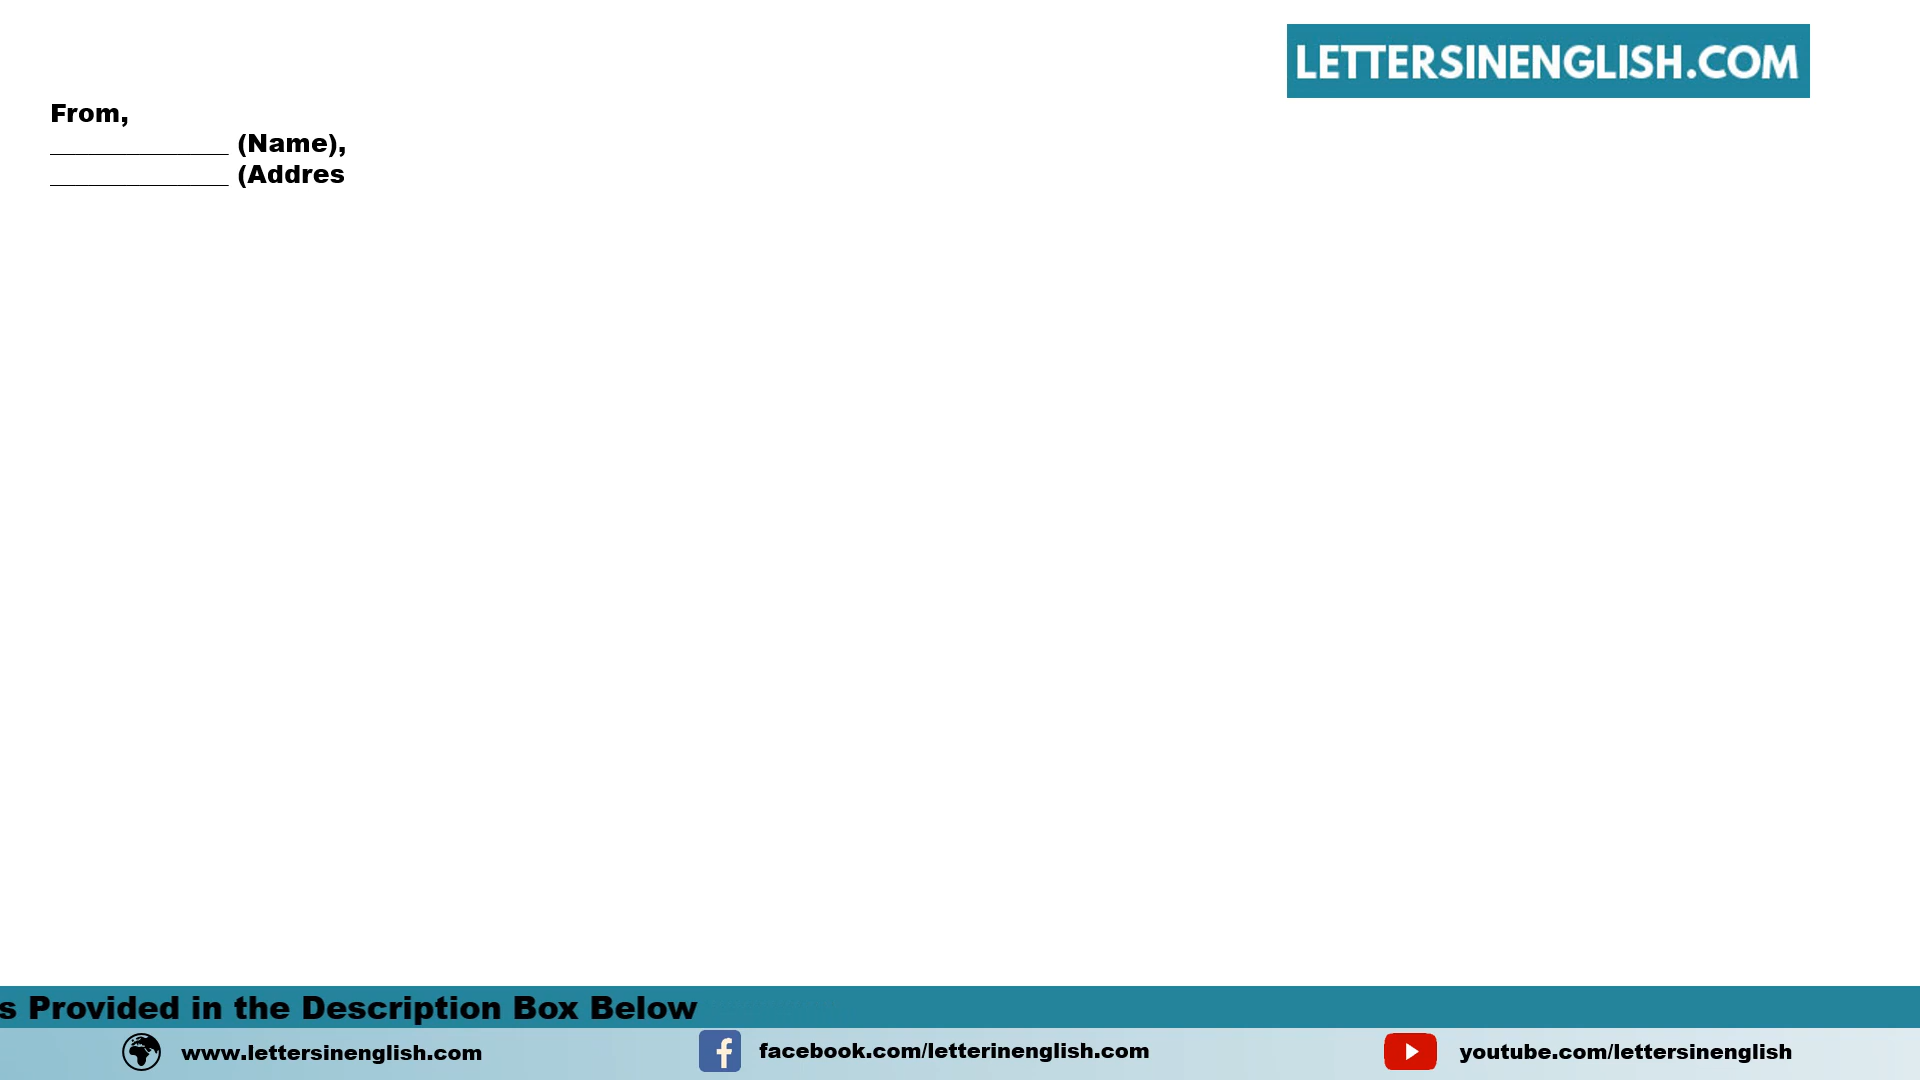 LETTERSINENGLISH.COM
From,
______________ (Name),
______________ (Addres
s Provided in the Description Box Below
www.lettersinenglish.com
facebook.com/letterinenglish.com
youtube.com/lettersinenglish